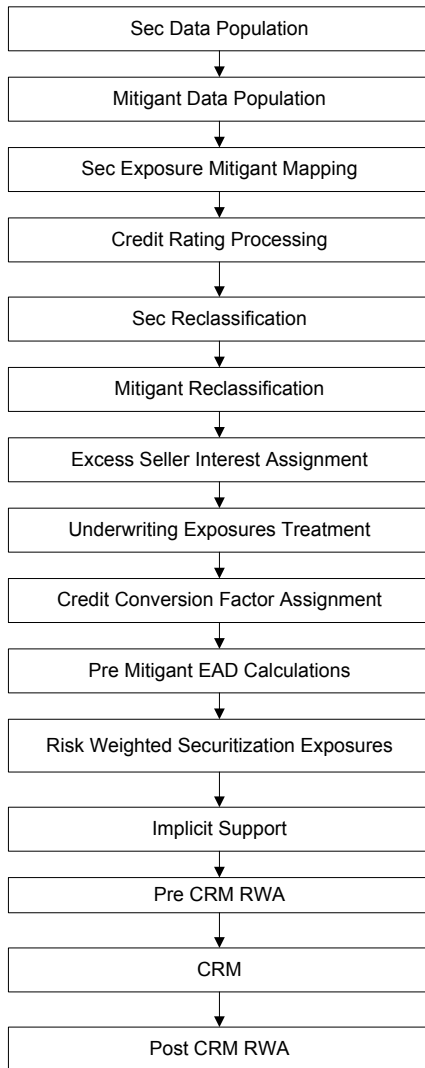 Sec Data Population
Mitigant Data Population
Sec Exposure Mitigant Mapping
Credit Rating Processing
Sec Reclassification
Mitigant Reclassification
Excess Seller Interest Assignment
Underwriting Exposures Treatment
Credit Conversion Factor Assignment
Pre Mitigant EAD Calculations
Risk Weighted Securitization Exposures
Implicit Support
Pre CRM RWA
CRM
Post CRM RWA